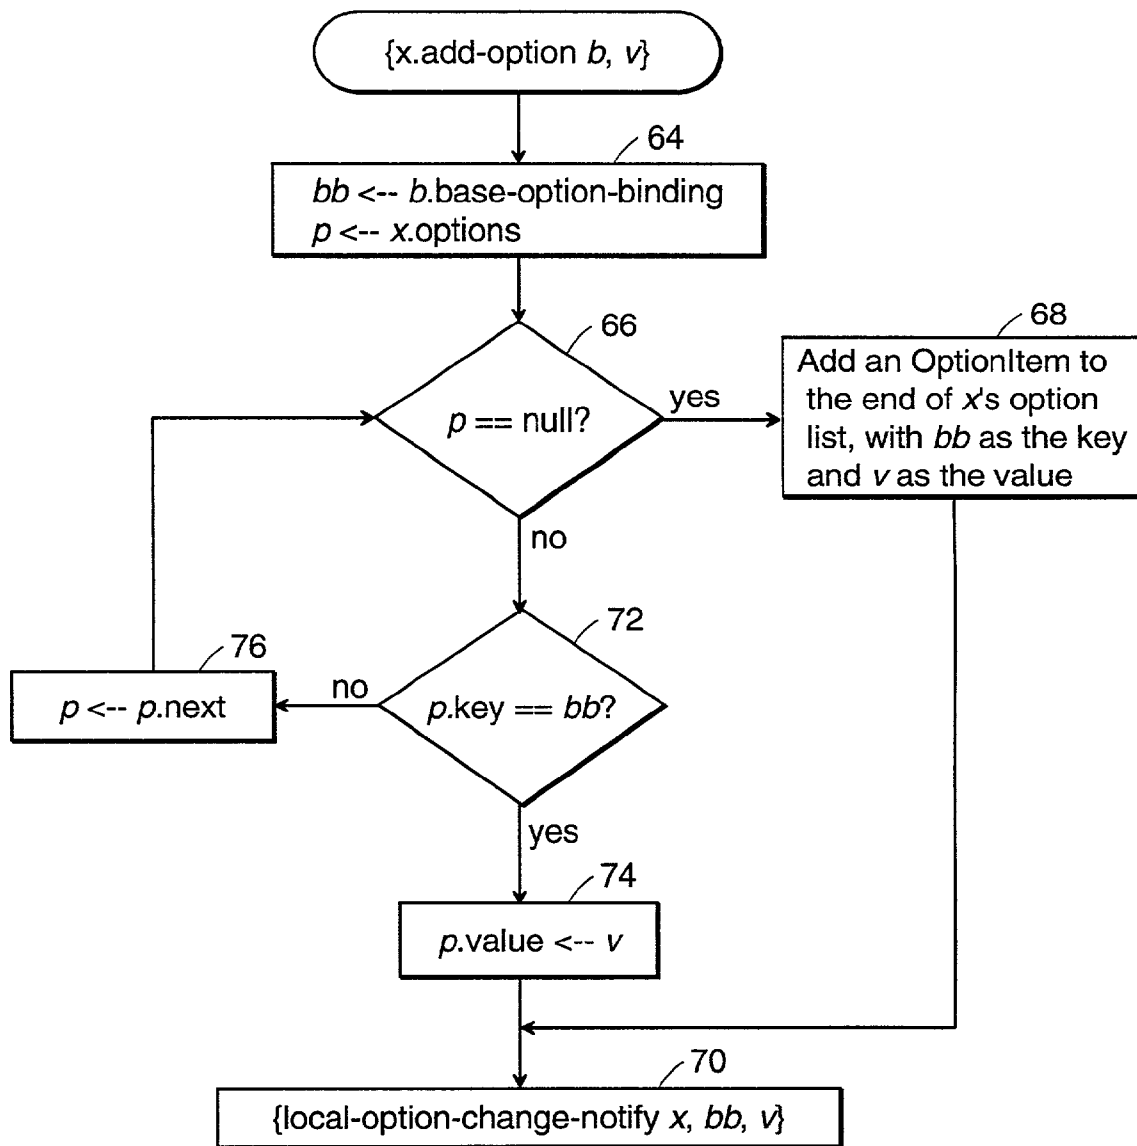 {x.add-option b, v}
64
bb <-- b.base-option-binding
p <-- x.options
66
p == null?
yes
68
Add an OptionItem to
the end of x's option
list, with bb as the key
and v as the value
no
72
p.key == bb?
no
76
p <-- p.next
yes
74
p.value <-- v
70
{local-option-change-notify x, bb, v}